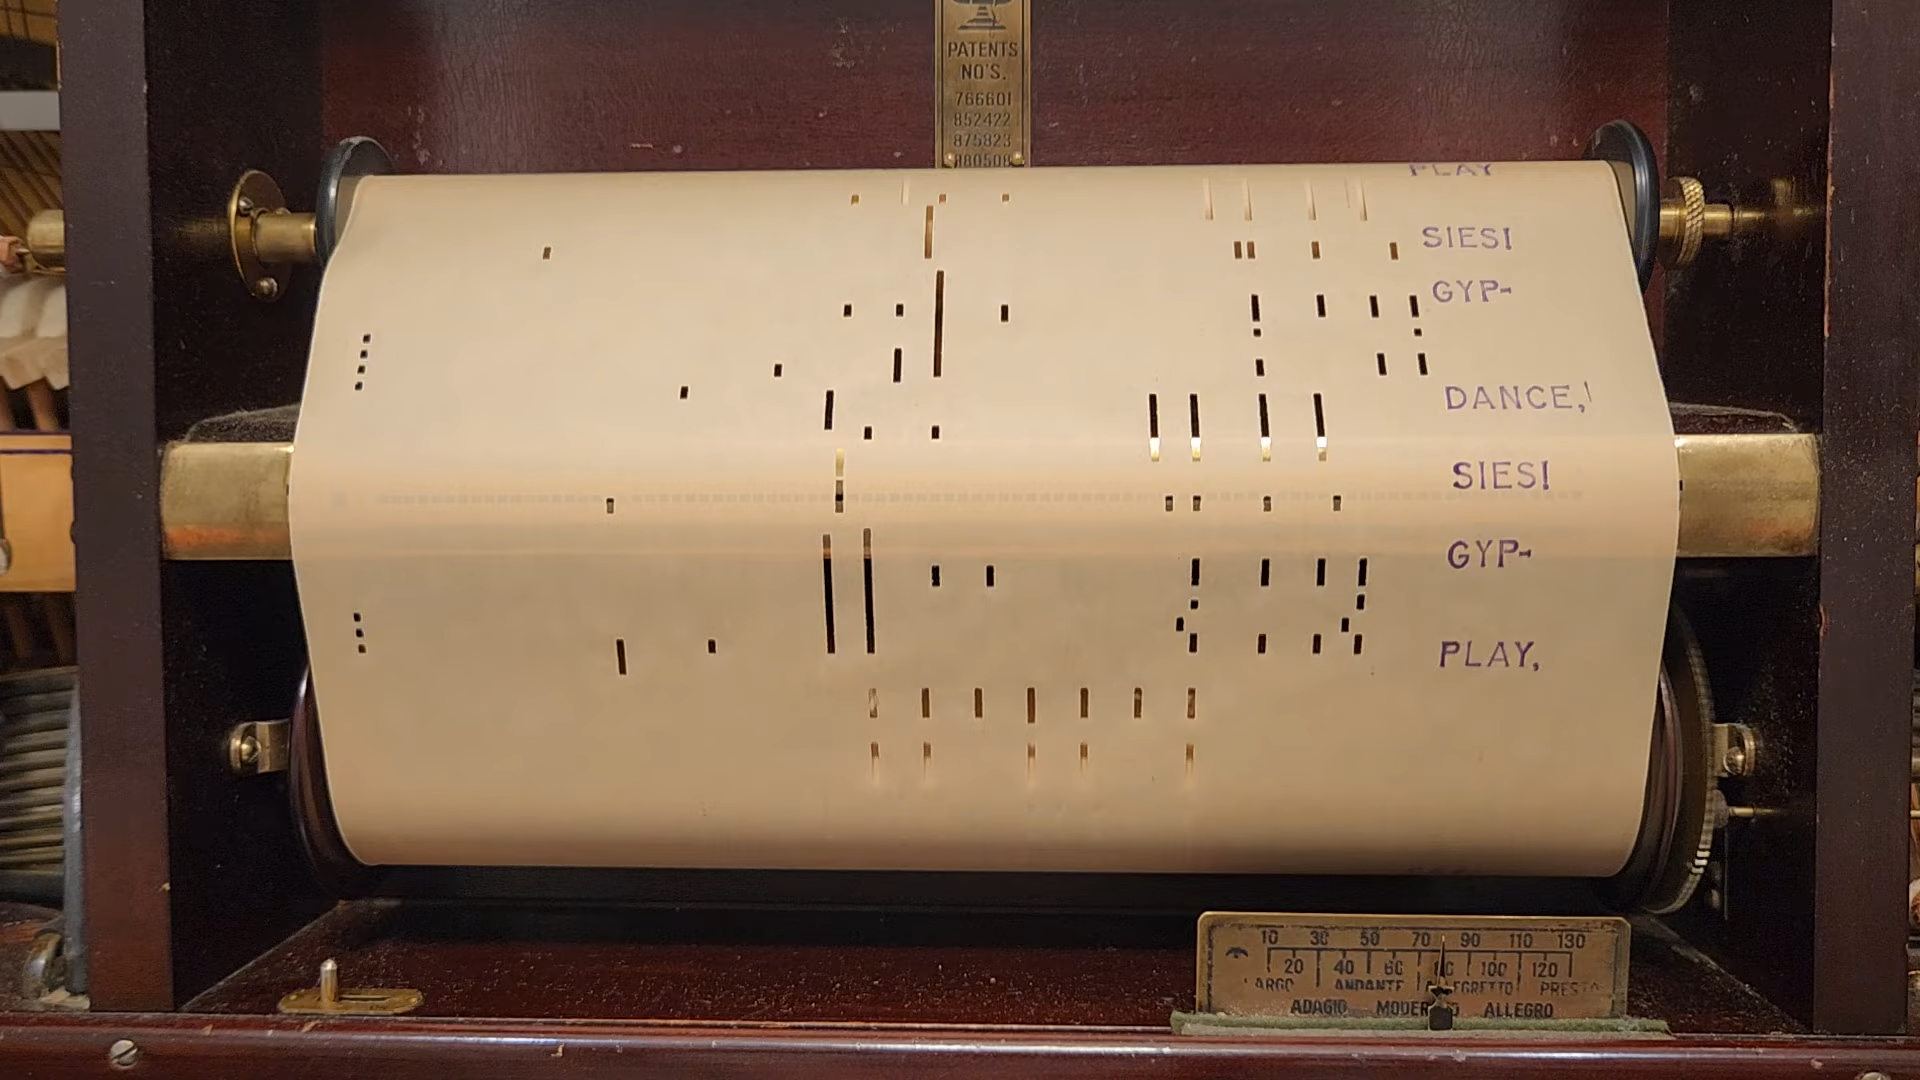 PATENTS
NO'S.
766601
852422
875823
880508
PLAY
SIES!
GYP-
DANCE,
SIES!
GYP-
PLAY,
10 30 50 70 90 110 130
20 40 60 80 100 120
LARGO ANDANTE ALLEGRETTO PRESTO
ADAGIO MODERATO ALLEGRO